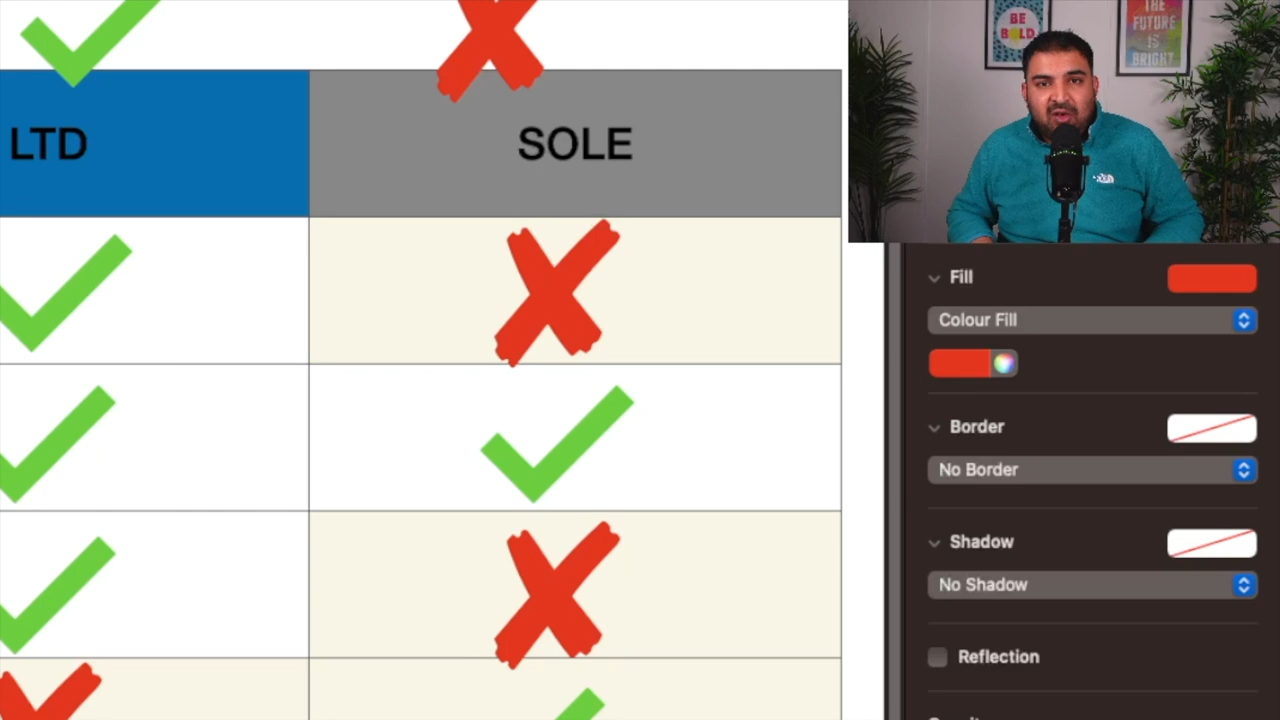 BE
BOLD.
THE
FUTURE
IS
BRIGHT
LTD
SOLE
Fill
Colour Fill
Border
No Border
Shadow
No Shadow
Reflection